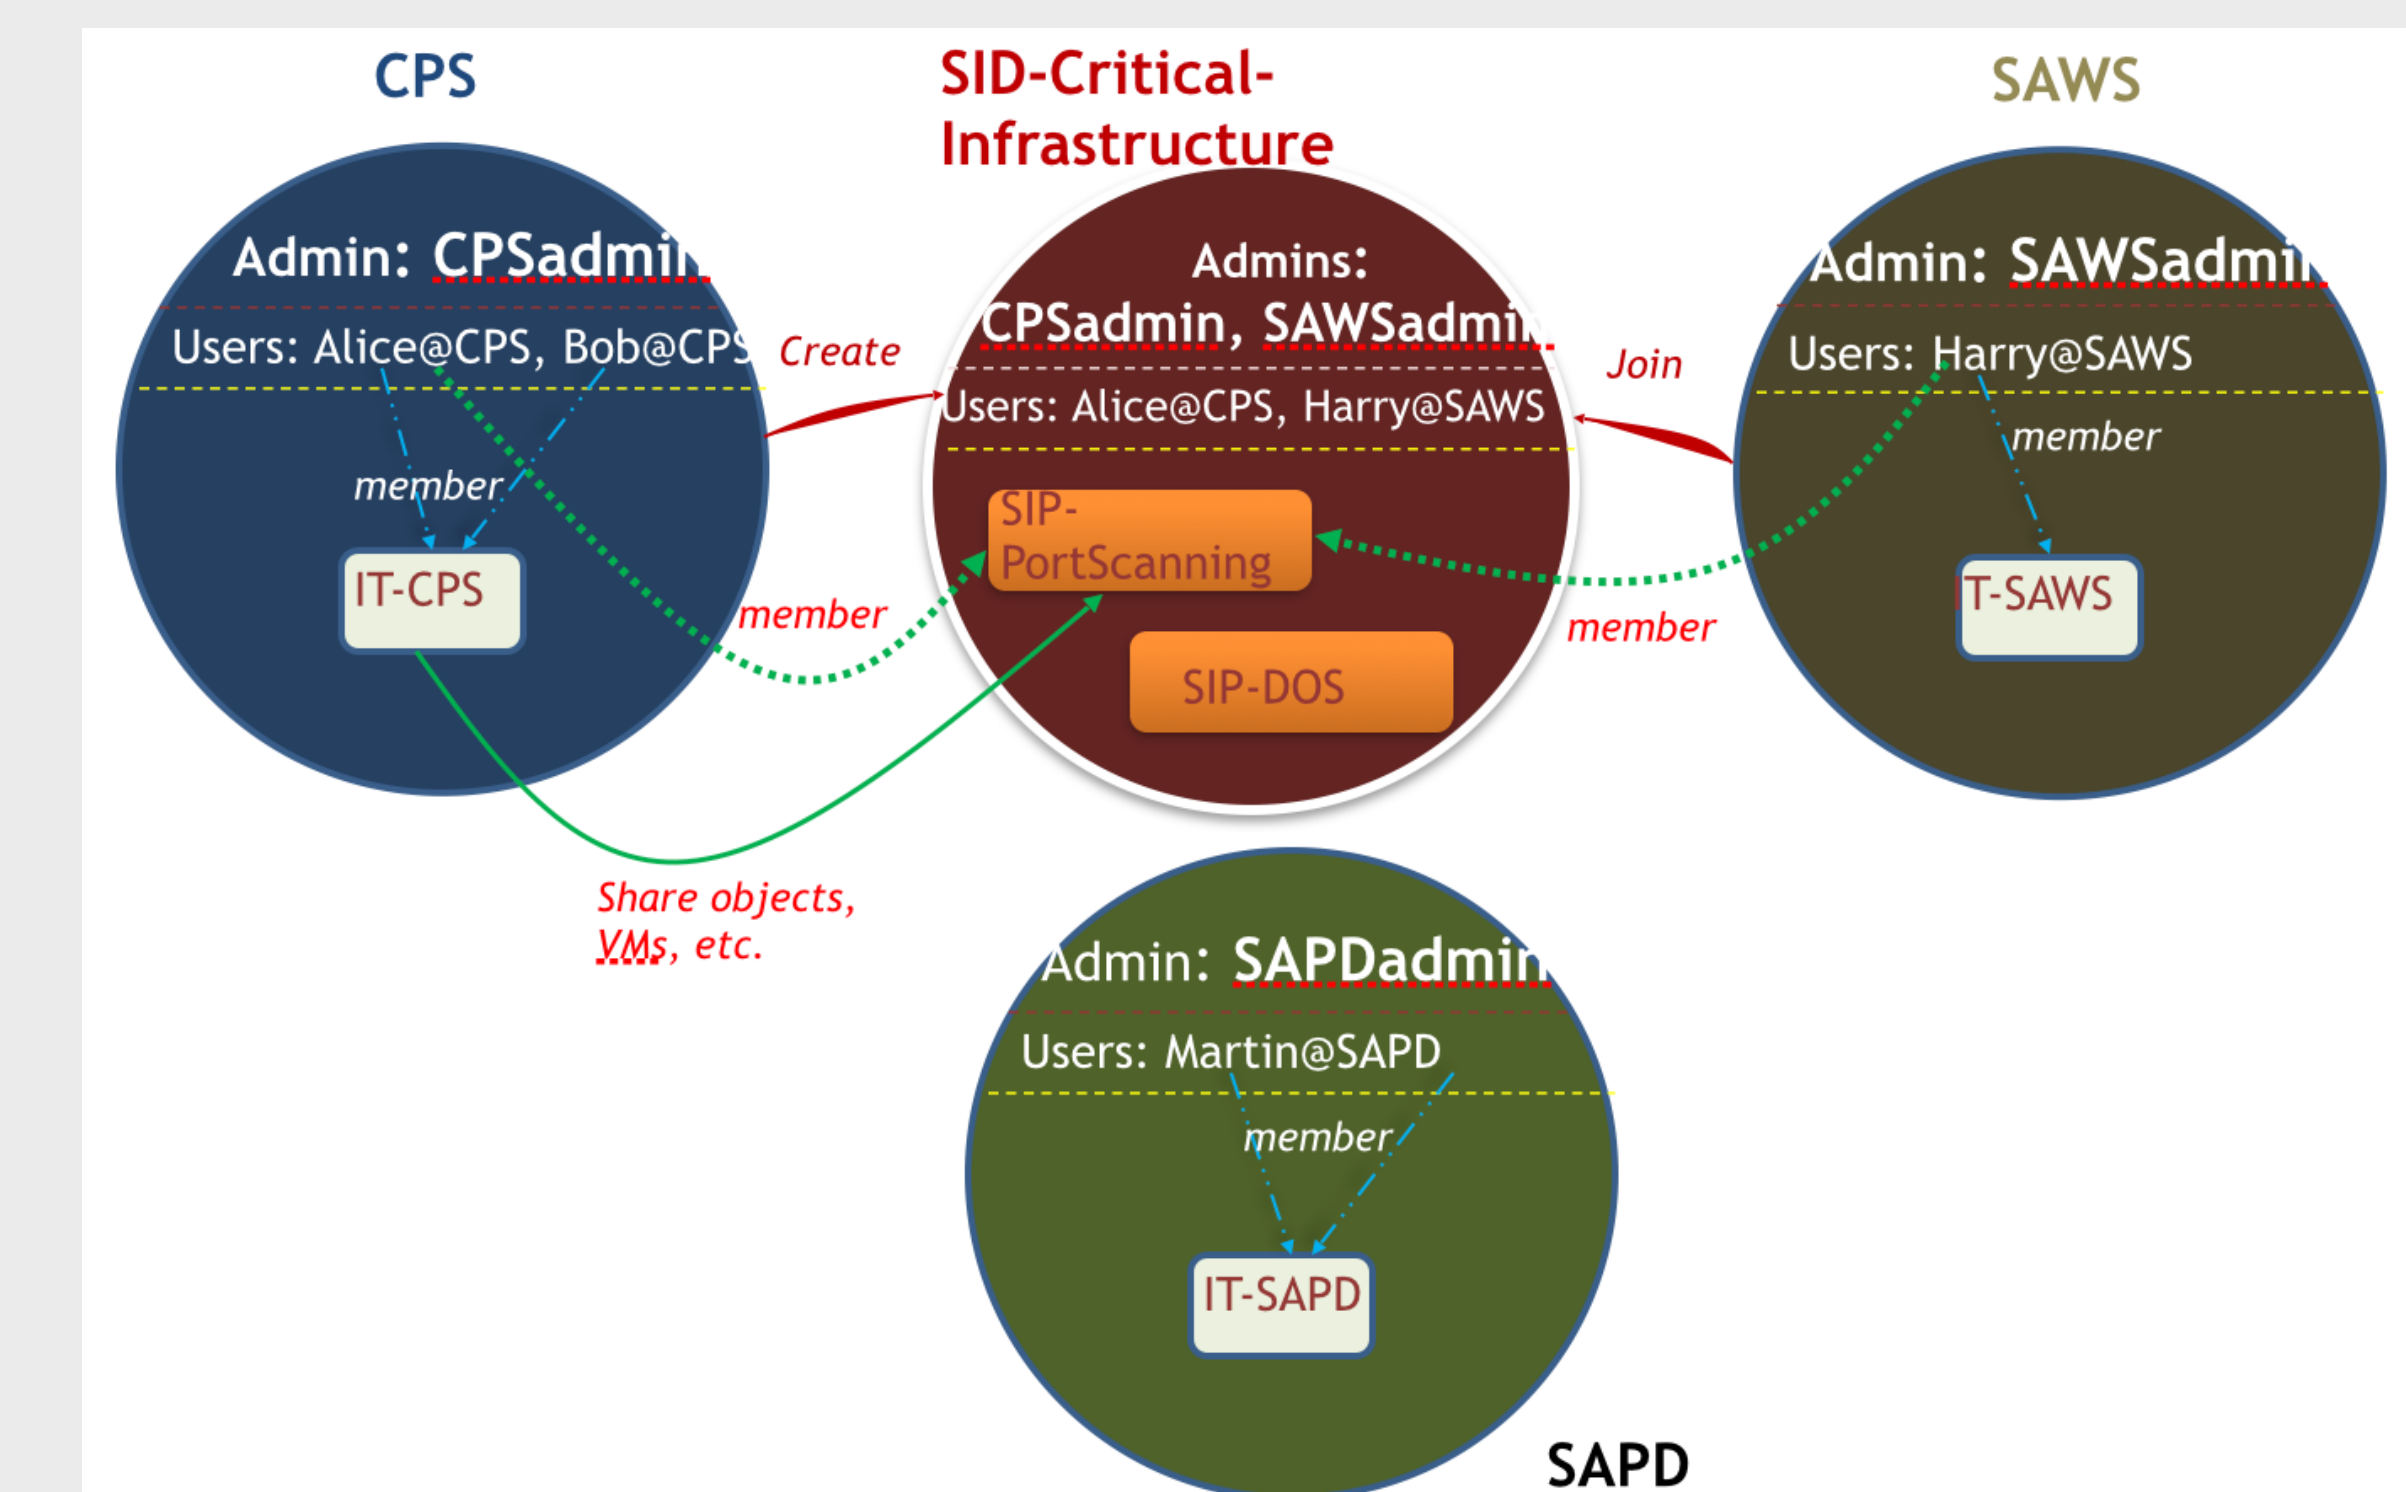 CPS
SID-Critical-
Infrastructure
SAWS
Admin: CPSadmin
Users: Alice@CPS, Bob@CPS
member
IT-CPS
Create
Admins:
CPSadmin, SAWSadmin
Users: Alice@CPS, Harry@SAWS
SIP-
PortScanning
SIP-DOS
Join
Admin: SAWSadmin
Users: Harry@SAWS
member
IT-SAWS
member
member
Share objects,
VMs, etc.
Admin: SAPDadmin
Users: Martin@SAPD
member
IT-SAPD
SAPD